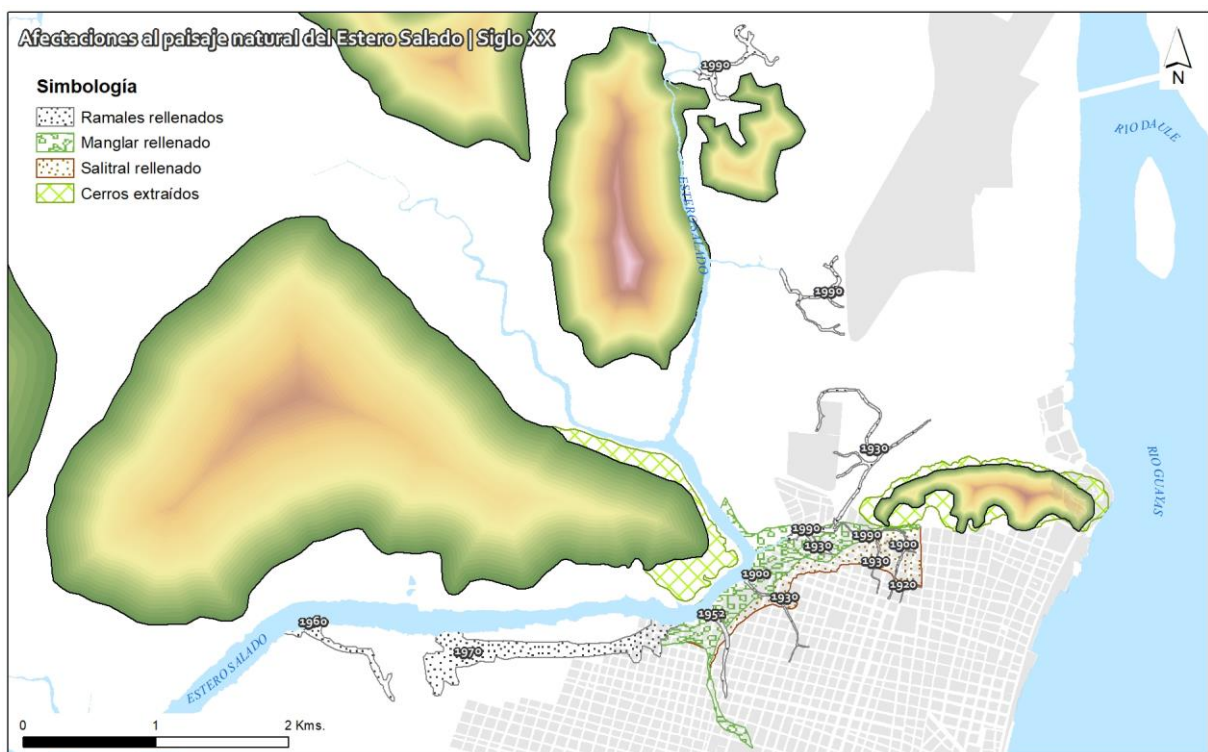 Afectaciones al paisaje natural del Estero Salado | Siglo XX
Simbología
Ramales rellenados
Manglar rellenado
Salitral rellenado
Cerros extraídos
N
1990
RIO DAULE
ESTERO SALADO
1990
1930
RIO GUAYAS
1990
1990
1930
1900
1930
1900
1920
1930
1952
1960
1970
ESTERO SALADO
0 1 2 Kms.